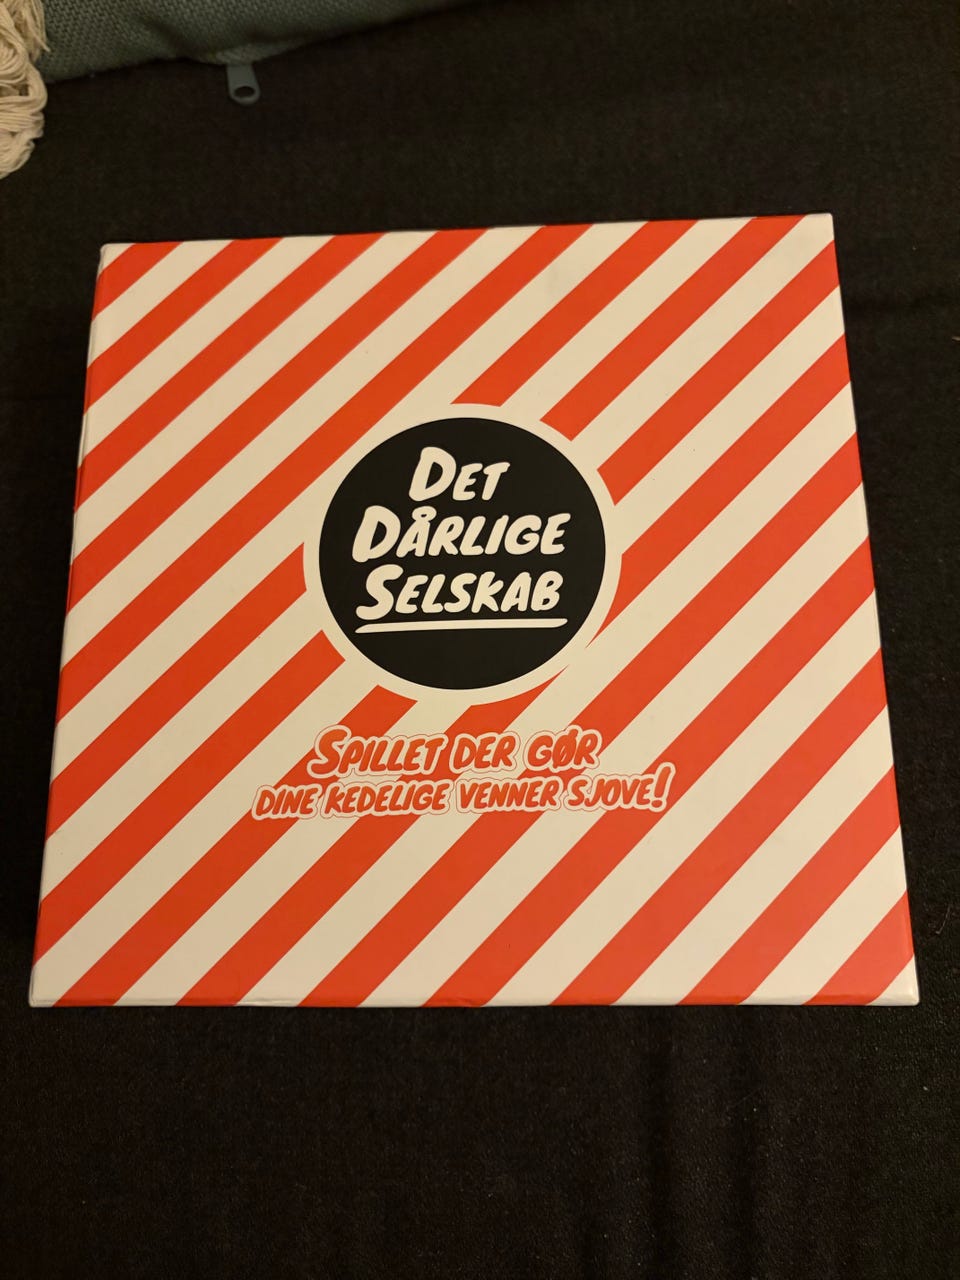 DET
DÅRLIGE
SELSKAB
SPILLET DER GØR
DINE KEDELIGE VENNER SJOVE!